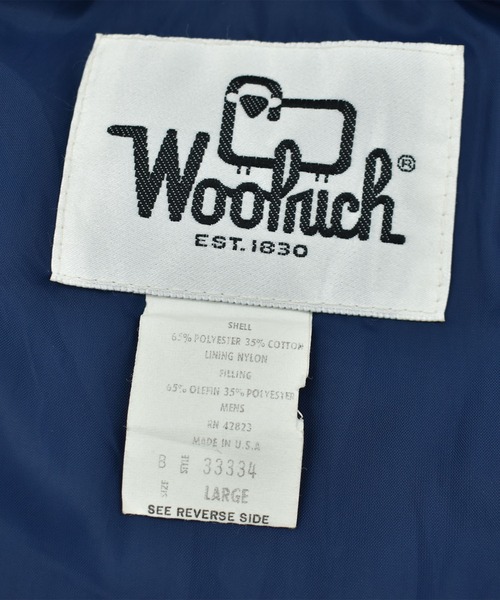 Woolrich®
EST. 1830
SHELL
65% POLYESTER 35% COTTON
LINING NYLON
FILLING
65% OLEFIN 35% POLYESTER
MENS
RN 42823
MADE IN U.S.A
8 STYLE 33334
SIZE LARGE
SEE REVERSE SIDE